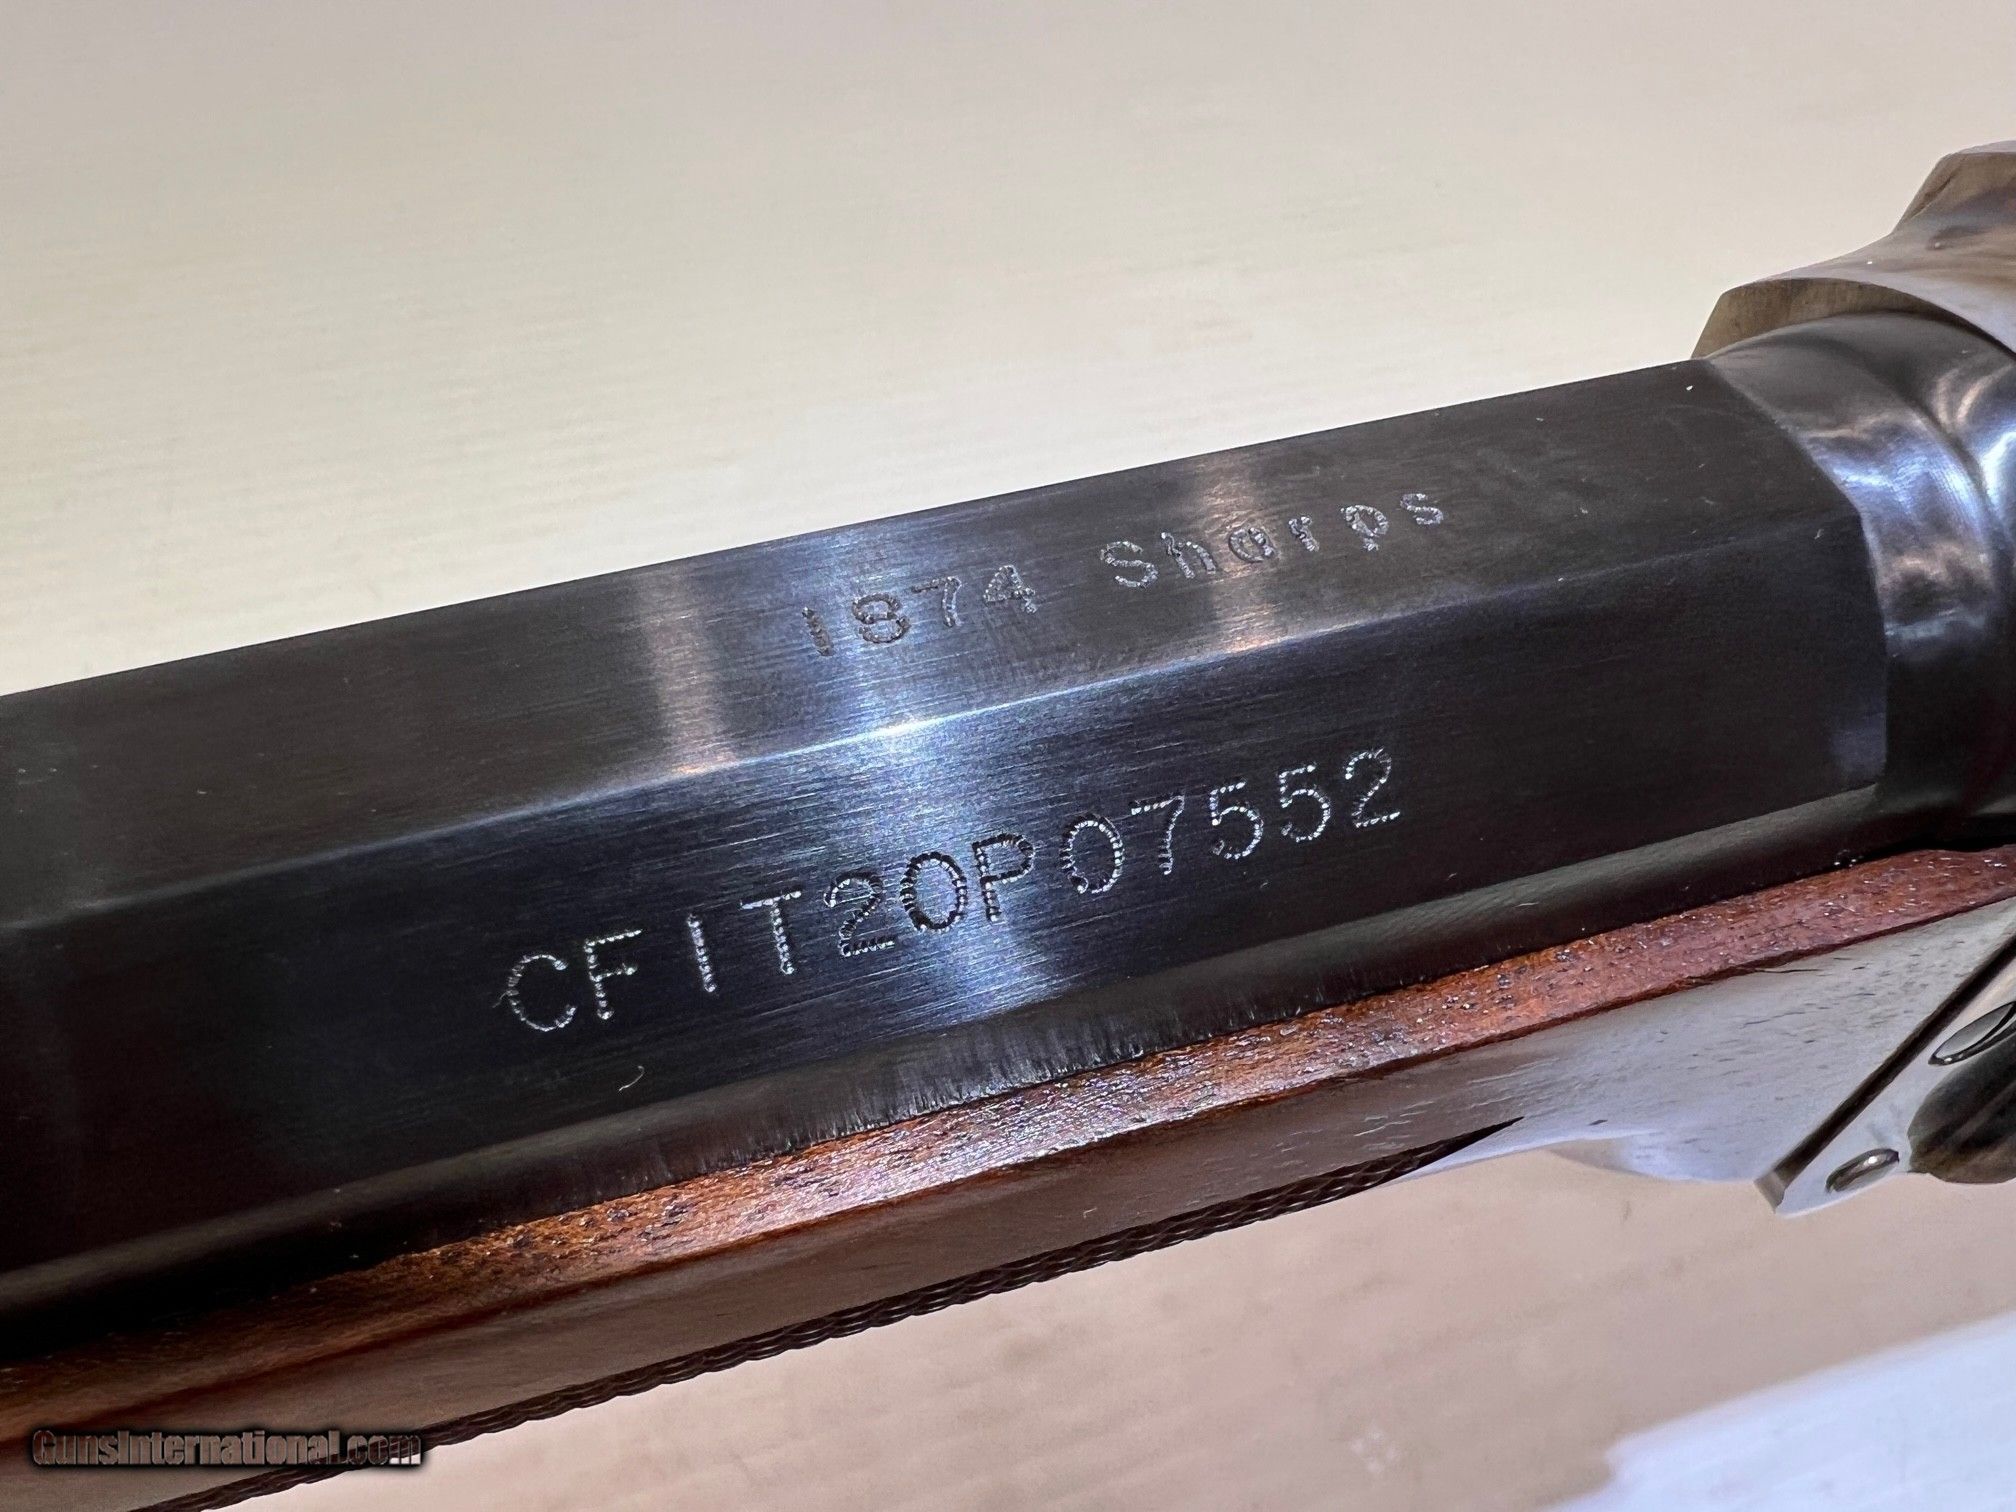 1874 Sharps
CFIT20P07552
GunsInternational.com